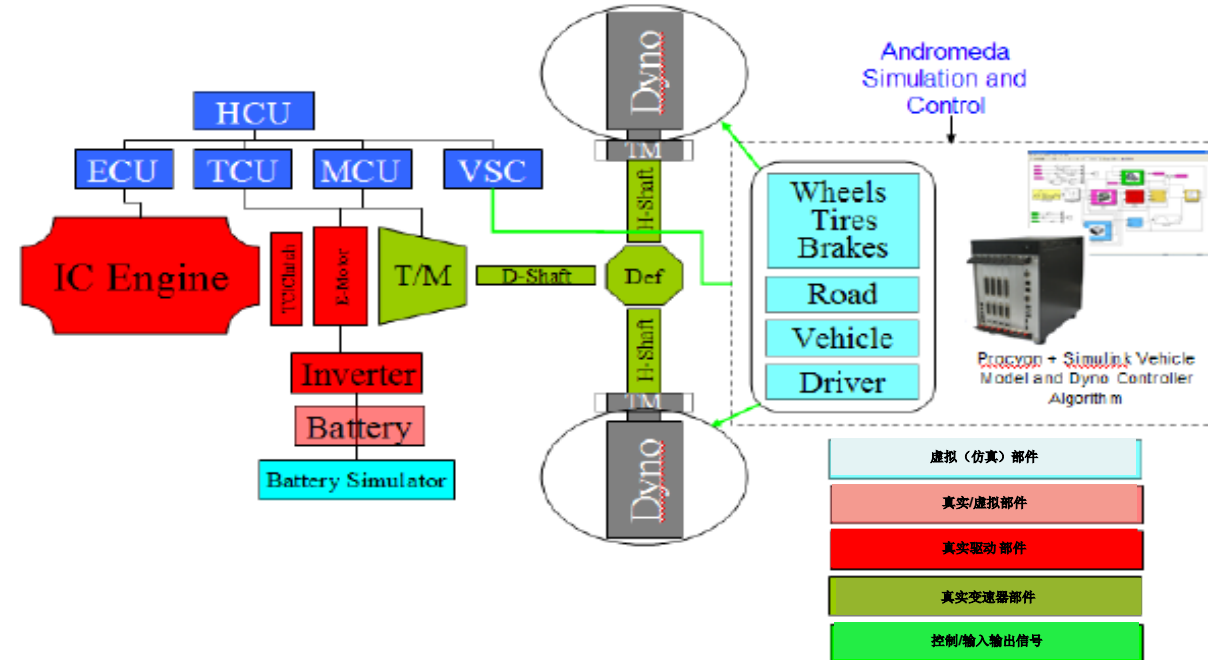 Andromeda
Simulation and
Control
HCU
ECU
TCU
MCU
VSC
IC Engine
TC/Clutch
E-Motor
T/M
D-Shaft
Def
H-Shaft
H-Shaft
TM
TM
Dyno
Dyno
Inverter
Battery
Battery Simulator
Wheels
Tires
Brakes
Road
Vehicle
Driver
Procyon + Simulink Vehicle
Model and Dyno Controller
Algorithm
虚拟（仿真）部件
真实/虚拟部件
真实驱动部件
真实变速器部件
控制/输入输出信号